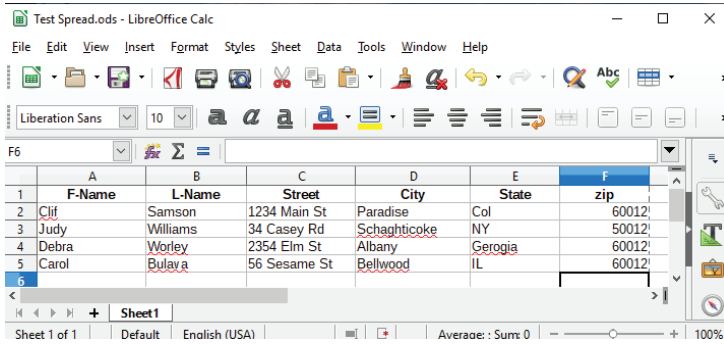 Test Spread.ods - LibreOffice Calc
File Edit View Insert Format Styles Sheet Data Tools Window Help
Abc
Liberation Sans 10 a a a a
F6 Σ =
A B C D E F
1 F-Name L-Name Street City State zip
2 Clif Samson 1234 Main St Paradise Col 60012
3 Judy Williams 34 Casey Rd Schaghticoke NY 50012
4 Debra Worley 2354 Elm St Albany Gerogia 60012
5 Carol Bulava 56 Sesame St Bellwood IL 60012
6
+ Sheet1
Sheet 1 of 1 Default English (USA) Average: ; Sum: 0 100%